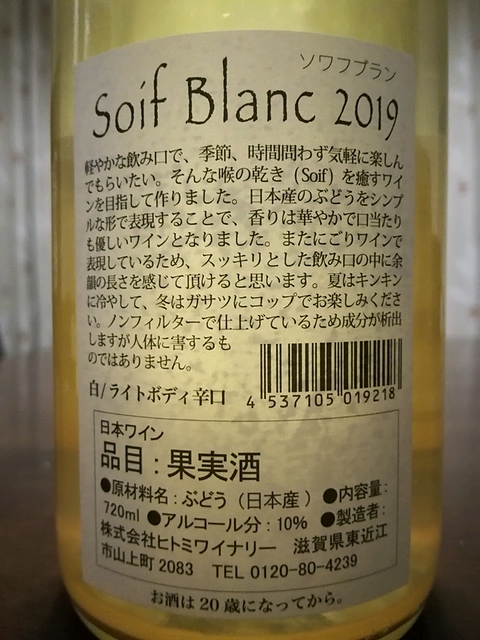 ソワフブラン
Soif Blanc 2019
軽やかな飲み口で、季節、時間問わず気軽に楽しん
でもらいたい。そんな喉の乾き (Soif) を癒すワイ
ンを目指して作りました。日本産のぶどうをシンプ
ルな形で表現することで、香りは華やかで口当たり
も優しいワインとなりました。またにごりワインで
表現しているため、スッキリとした飲み口の中に余
韻の長さを感じて頂けると思います。夏はキンキン
に冷やして、冬はガサツにコップでお楽しみくださ
い。ノンフィルターで仕上げているため成分が析出
しますが人体に害するも
のではありません。
白/ライトボディ辛口
4 537105 019218
日本ワイン
品目:果実酒
●原材料名:ぶどう(日本産) ●内容量:
720ml ●アルコール分:10% ●製造者:
株式会社ヒトミワイナリー 滋賀県東近江
市山上町2083 TEL 0120-80-4239
お酒は20歳になってから。